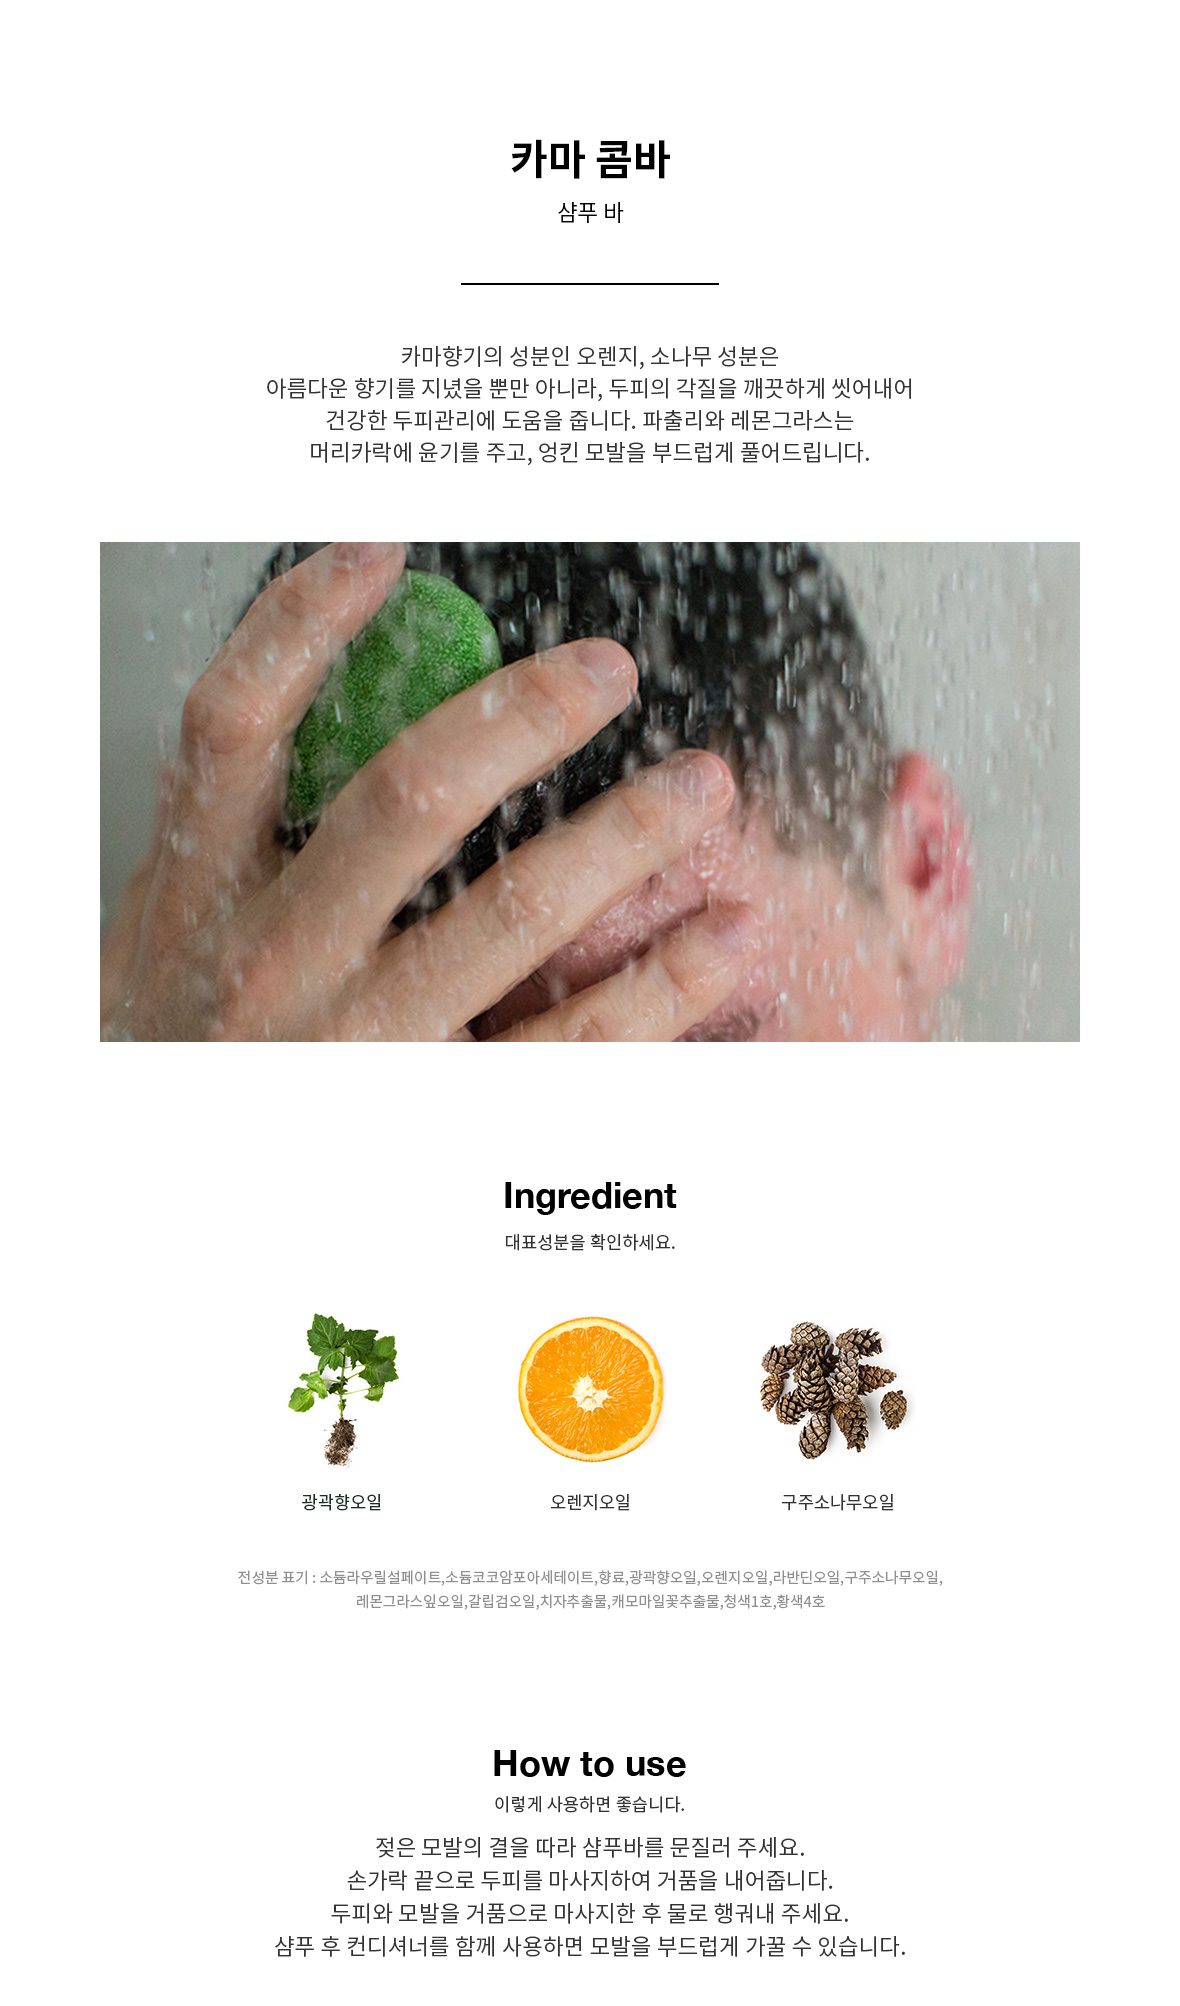 카마 콤바
샴푸 바
카마향기의 성분인 오렌지, 소나무 성분은
아름다운 향기를 지녔을 뿐만 아니라, 두피의 각질을 깨끗하게 씻어내어
건강한 두피관리에 도움을 줍니다. 파출리와 레몬그라스는
머리카락에 윤기를 주고, 엉킨 모발을 부드럽게 풀어드립니다.
Ingredient
대표성분을 확인하세요.
광곽향오일
오렌지오일
구주소나무오일
전성분 표기 : 소듐라우릴설페이트,소듐코코암포아세테이트,향료,광곽향오일,오렌지오일,라반딘오일,구주소나무오일,
레몬그라스잎오일,갈립검오일,치자추출물,캐모마일꽃추출물,청색1호,황색4호
How to use
이렇게 사용하면 좋습니다.
젖은 모발의 결을 따라 샴푸바를 문질러 주세요.
손가락 끝으로 두피를 마사지하여 거품을 내어줍니다.
두피와 모발을 거품으로 마사지한 후 물로 행궈내 주세요.
샴푸 후 컨디셔너를 함께 사용하면 모발을 부드럽게 가꿀 수 있습니다.